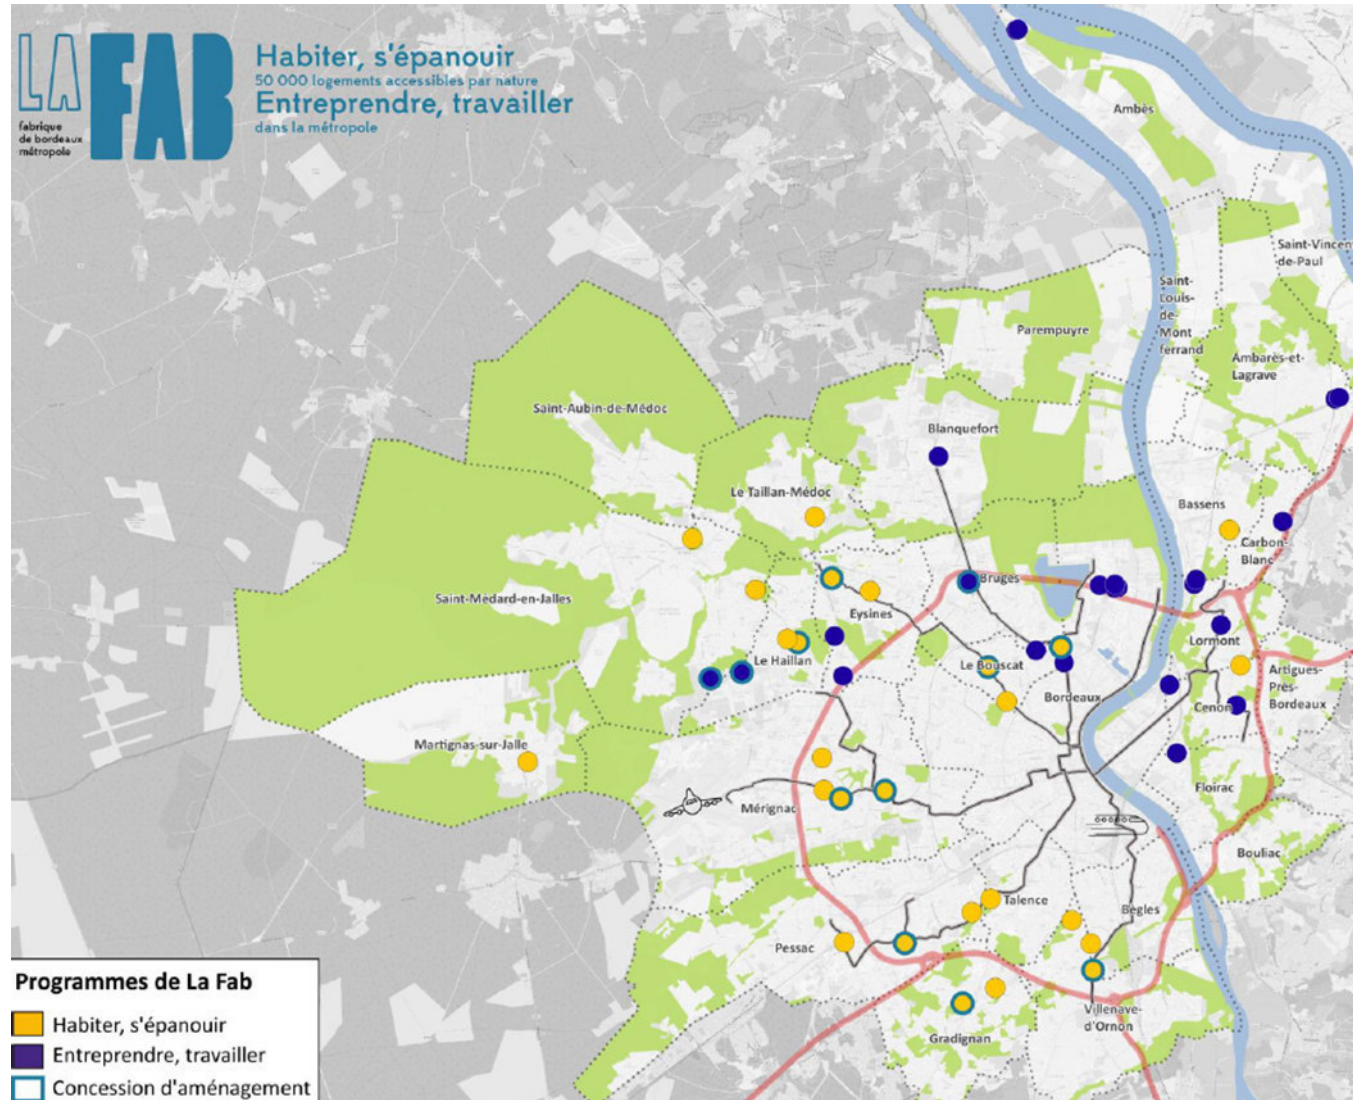 LA FAB
fabrique
de bordeaux
métropole
Habiter, s'épanouir
50 000 logements accessibles par nature
Entreprendre, travailler
dans la métropole
Ambès
Saint-Vincent
-de-Paul
Saint-
Louis-
de-
Mont
ferrand
Parempuyre
Ambarès-et-
Lagrave
Saint-Aubin-de-Médoc
Blanquefort
Le Taillan-Médoc
Bassens
Carbon-
Blanc
Bruges
Saint-Médard-en-Jalles
Eysines
Lormont
Le Haillan
Le Bouscat
Artigues-
Près-
Bordeaux
Bordeaux
Cenon
Martignas-sur-Jalle
Floirac
Mérignac
Bouliac
Talence
Bègles
Pessac
Villenave-
d'Ornon
Gradignan
Programmes de La Fab
Habiter, s'épanouir
Entreprendre, travailler
Concession d'aménagement